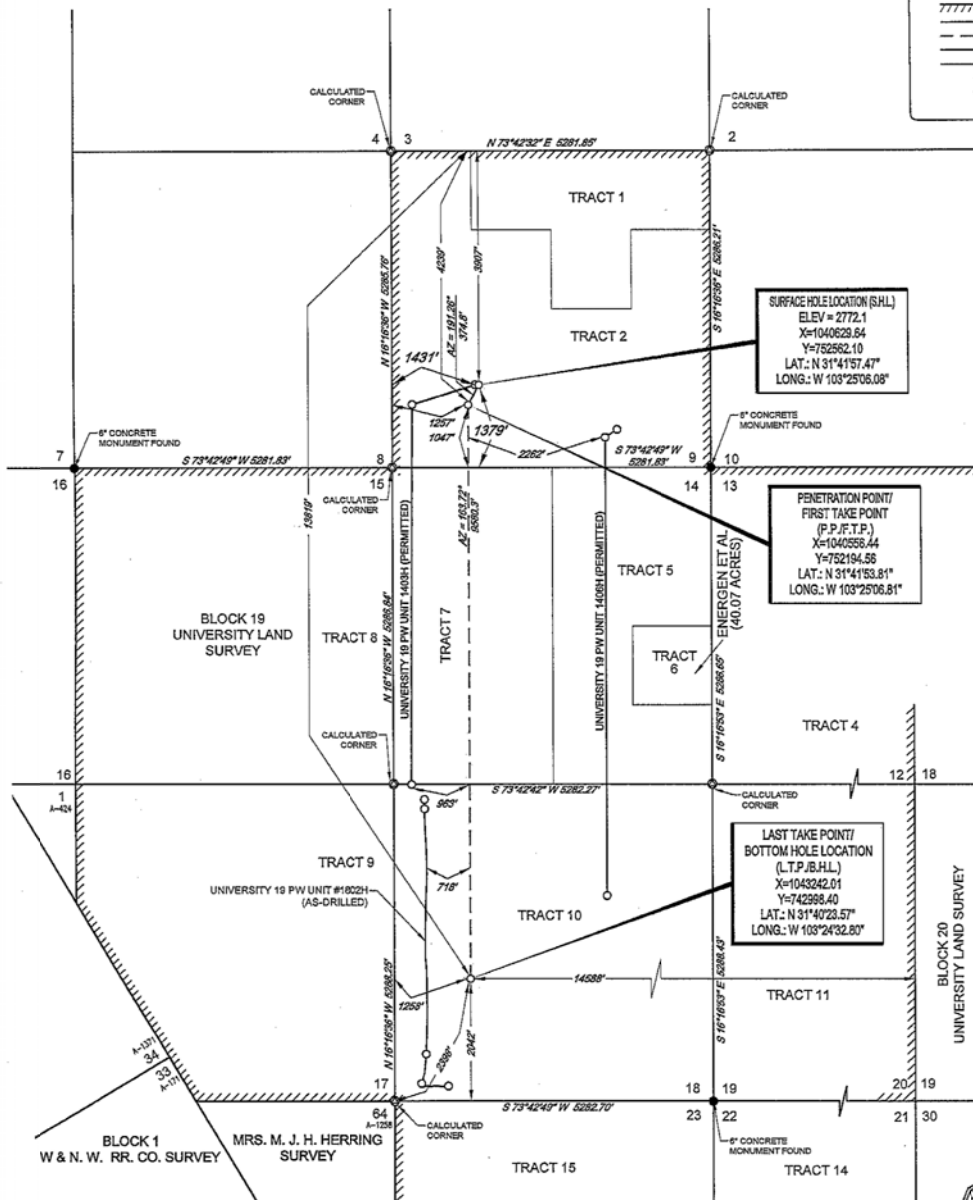 CALCULATED
CORNER
CALCULATED
CORNER
4
3
N 73°42'32" E 5281.65'
2
TRACT 1
4239'
3907'
N 16°16'36" W 5285.76'
S 16°16'36" E 5286.21'
AZ = 191.26°
374.8'
TRACT 2
SURFACE HOLE LOCATION (S.H.L.)
ELEV = 2772.1
X=1040629.64
Y=752562.10
LAT.: N 31°41'57.47"
LONG.: W 103°25'06.08"
1431'
1257'
1047'
1379'
2262'
6" CONCRETE
MONUMENT FOUND
6" CONCRETE
MONUMENT FOUND
7
S 73°42'49" W 5281.83'
8
S 73°42'49" W
5281.83'
9
10
16
15
14
13
CALCULATED
CORNER
13819'
AZ = 163.72°
9580.3'
PENETRATION POINT/
FIRST TAKE POINT
(P.P./F.T.P.)
X=1040556.44
Y=752194.56
LAT.: N 31°41'53.81"
LONG.: W 103°25'06.81"
UNIVERSITY 19 PW UNIT 1403H (PERMITTED)
UNIVERSITY 19 PW UNIT 1406H (PERMITTED)
TRACT 5
ENERGEN ET AL
(40.07 ACRES)
BLOCK 19
UNIVERSITY LAND
SURVEY
TRACT 8
N 16°16'36" W 5286.64'
TRACT 7
TRACT
6
S 16°16'53" E 5286.65'
TRACT 4
CALCULATED
CORNER
16
12
18
1
A-424
963'
S 73°42'42" W 5282.27'
CALCULATED
CORNER
TRACT 9
718'
UNIVERSITY 19 PW UNIT #1802H
(AS-DRILLED)
TRACT 10
LAST TAKE POINT/
BOTTOM HOLE LOCATION
(L.T.P./B.H.L.)
X=1043242.01
Y=742998.40
LAT.: N 31°40'23.57"
LONG.: W 103°24'32.80"
BLOCK 20
UNIVERSITY LAND SURVEY
1258'
14588'
TRACT 11
N 16°16'36" W 5288.25'
S 16°16'53" E 5288.43'
2398'
2042'
A-1371
34
33
A-171
17
18
19
20
19
64
A-1258
S 73°42'49" W 5282.70'
23
22
21
30
CALCULATED
CORNER
6" CONCRETE
MONUMENT FOUND
BLOCK 1
W & N. W. RR. CO. SURVEY
MRS. M. J. H. HERRING
SURVEY
TRACT 15
TRACT 14